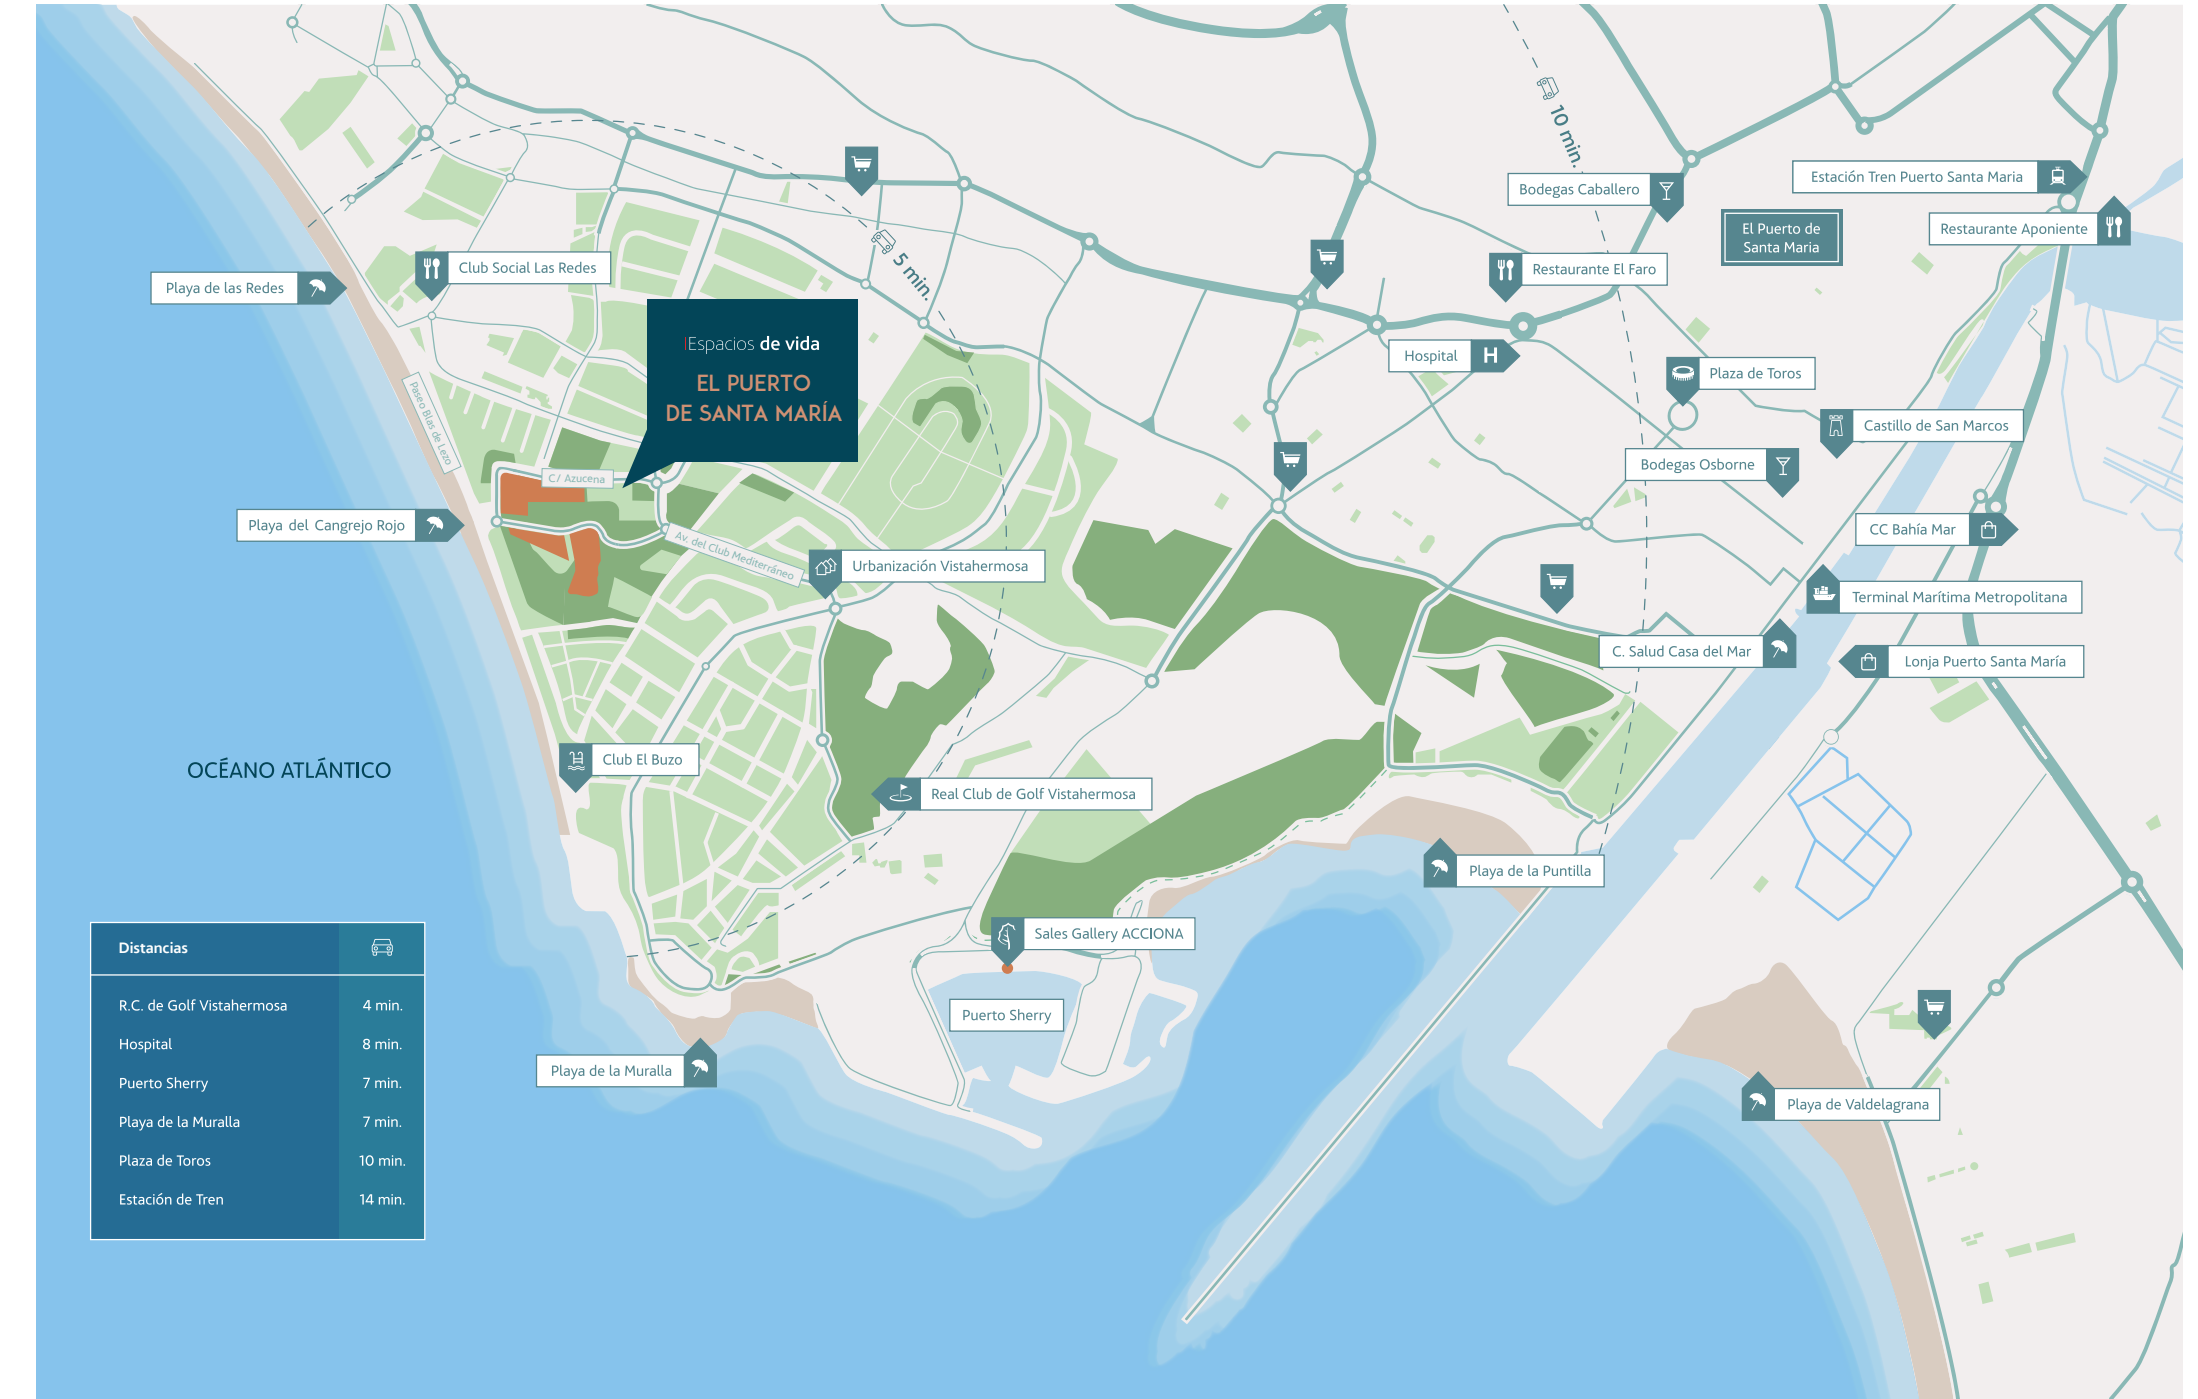 10 min.
Estación Tren Puerto Santa Maria
Bodegas Caballero
El Puerto de
Santa Maria
Restaurante Aponiente
5 min.
Club Social Las Redes
Restaurante El Faro
Playa de las Redes
Espacios de vida
EL PUERTO
DE SANTA MARÍA
Hospital
H
Plaza de Toros
Paseo Blas de Lezo
Castillo de San Marcos
Bodegas Osborne
C/ Azucena
Playa del Cangrejo Rojo
CC Bahía Mar
Av. del Club Mediterráneo
Urbanización Vistahermosa
Terminal Marítima Metropolitana
C. Salud Casa del Mar
Lonja Puerto Santa María
Club El Buzo
OCÉANO ATLÁNTICO
Real Club de Golf Vistahermosa
Playa de la Puntilla
Sales Gallery ACCIONA
Puerto Sherry
Playa de la Muralla
Playa de Valdelagrana
Distancias
R.C. de Golf Vistahermosa 4 min.
Hospital 8 min.
Puerto Sherry 7 min.
Playa de la Muralla 7 min.
Plaza de Toros 10 min.
Estación de Tren 14 min.